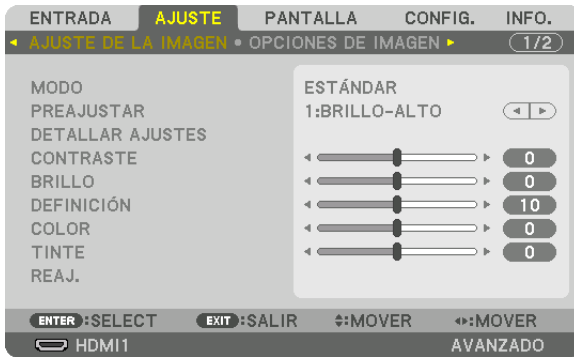 ENTRADA AJUSTE PANTALLA CONFIG. INFO.
AJUSTE DE LA IMAGEN • OPCIONES DE IMAGEN 1/2
MODO ESTÁNDAR
PREAJUSTAR 1:BRILLO-ALTO
DETALLAR AJUSTES
CONTRASTE 0
BRILLO 0
DEFINICIÓN 10
COLOR 0
TINTE 0
REAJ.
ENTER:SELECT EXIT:SALIR :MOVER :MOVER
HDMI1 AVANZADO